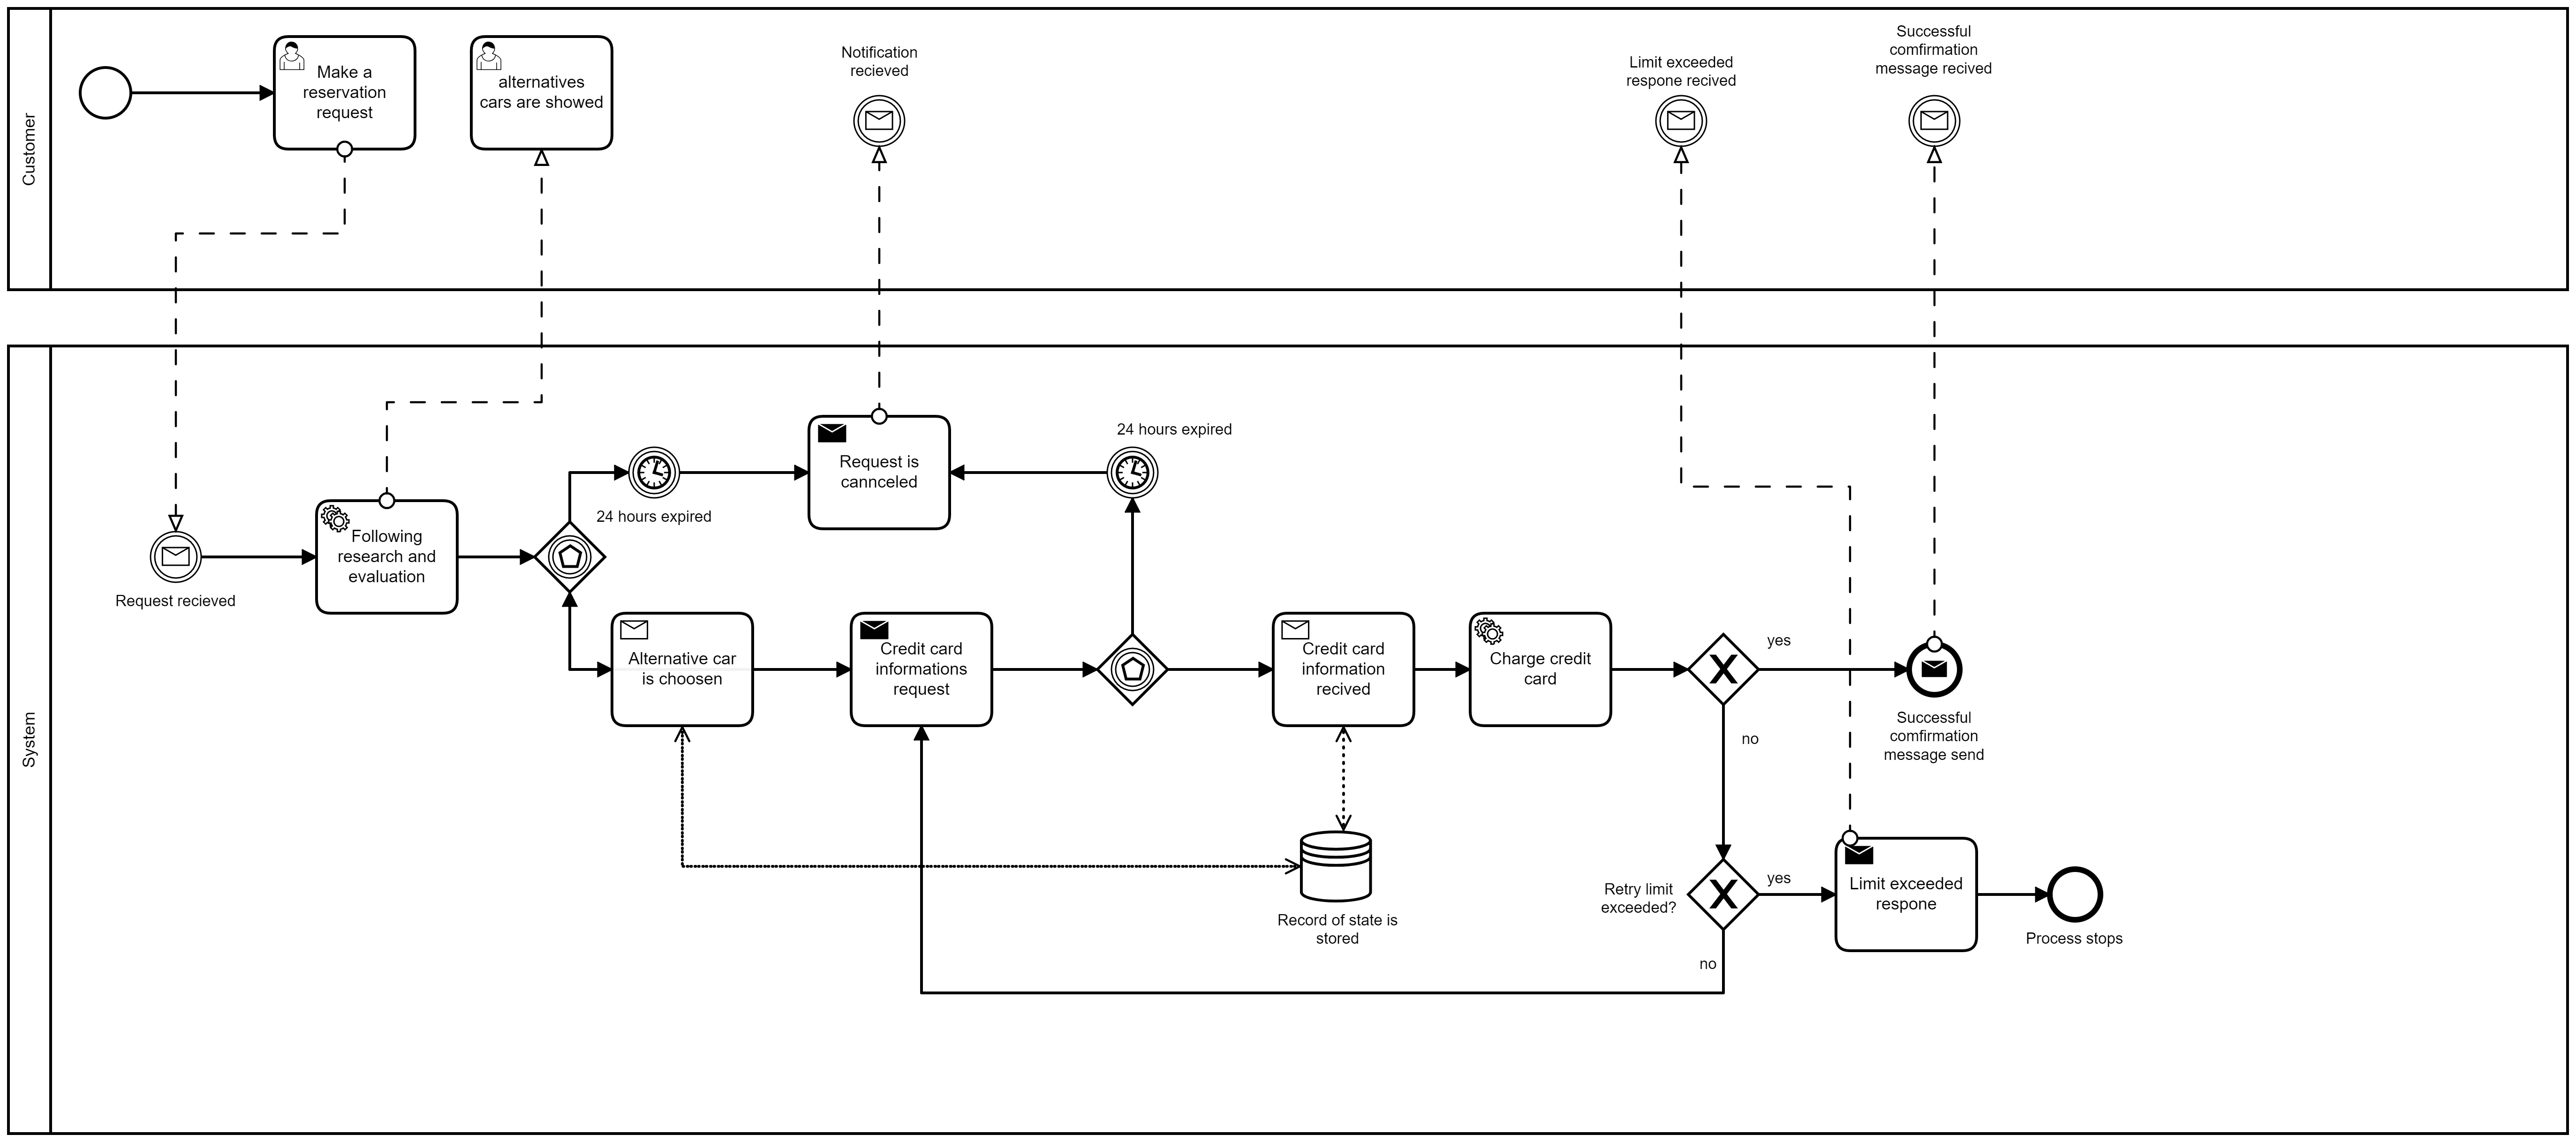 Customer
Make a
reservation
request
alternatives
cars are showed
Notification
recieved
Limit exceeded
respone recived
Successful
comfirmation
message recived
System
Request recieved
Following
research and
evaluation
24 hours expired
Request is
cannceled
24 hours expired
Alternative car
is choosen
Credit card
informations
request
Credit card
information
recived
Charge credit
card
yes
no
Successful
comfirmation
message send
Record of state is
stored
Retry limit
exceeded?
yes
no
Limit exceeded
respone
Process stops